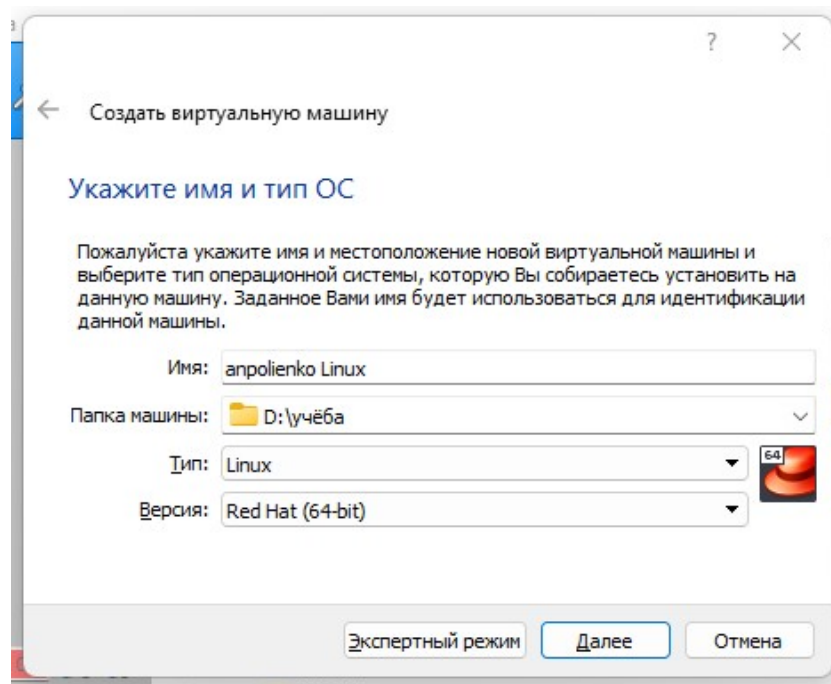 ?
Создать виртуальную машину
Укажите имя и тип ОС
Пожалуйста укажите имя и местоположение новой виртуальной машины и
выберите тип операционной системы, которую Вы собираетесь установить на
данную машину. Заданное Вами имя будет использоваться для идентификации
данной машины.
Имя: anpolienko Linux
Папка машины: D:\учёба
Тип: Linux
64
Версия: Red Hat (64-bit)
Экспертный режим Далее Отмена